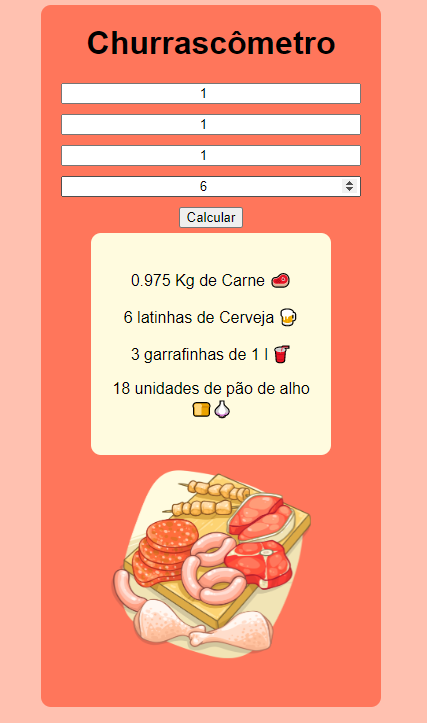 Churrascômetro
1
1
1
6
Calcular
0.975 Kg de Carne 🥩
6 latinhas de Cerveja 🍺
3 garrafinhas de 1 l 🥤
18 unidades de pão de alho
🍞🧄